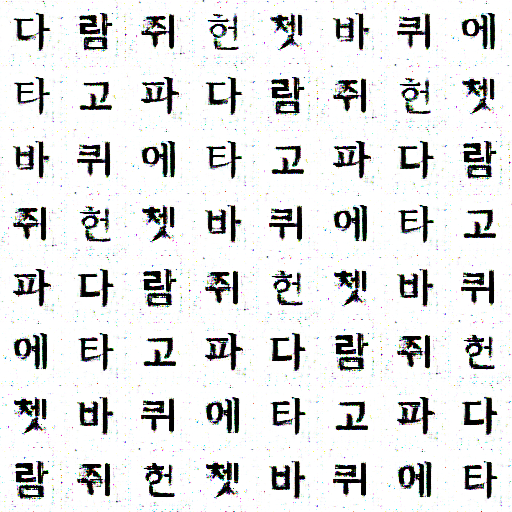 다 람 쥐 헌 쳇 바 퀴 에
타 고 파 다 람 쥐 헌 쳇
바 퀴 에 타 고 파 다 람
쥐 헌 쳇 바 퀴 에 타 고
파 다 람 쥐 헌 쳇 바 퀴
에 타 고 파 다 람 쥐 헌
쳇 바 퀴 에 타 고 파 다
람 쥐 헌 쳇 바 퀴 에 타